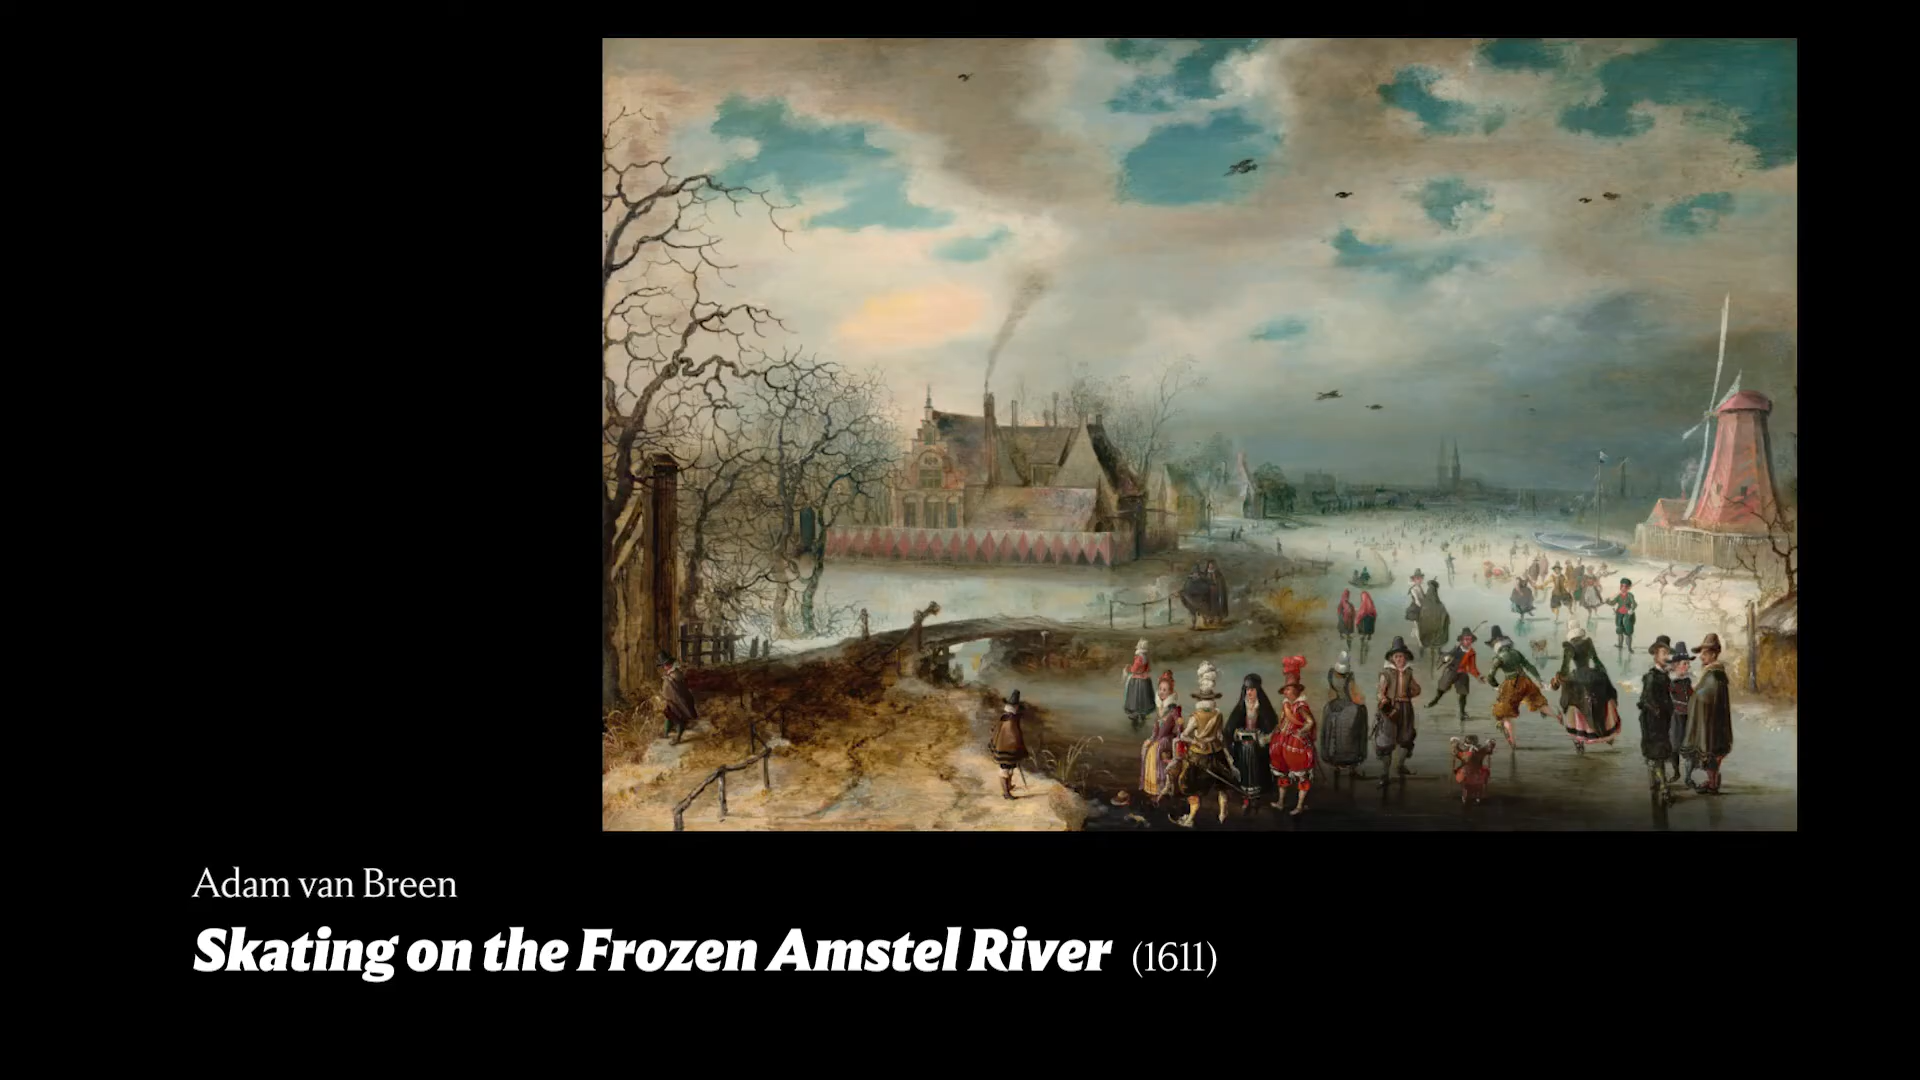 Adam van Breen
Skating on the Frozen Amstel River (1611)